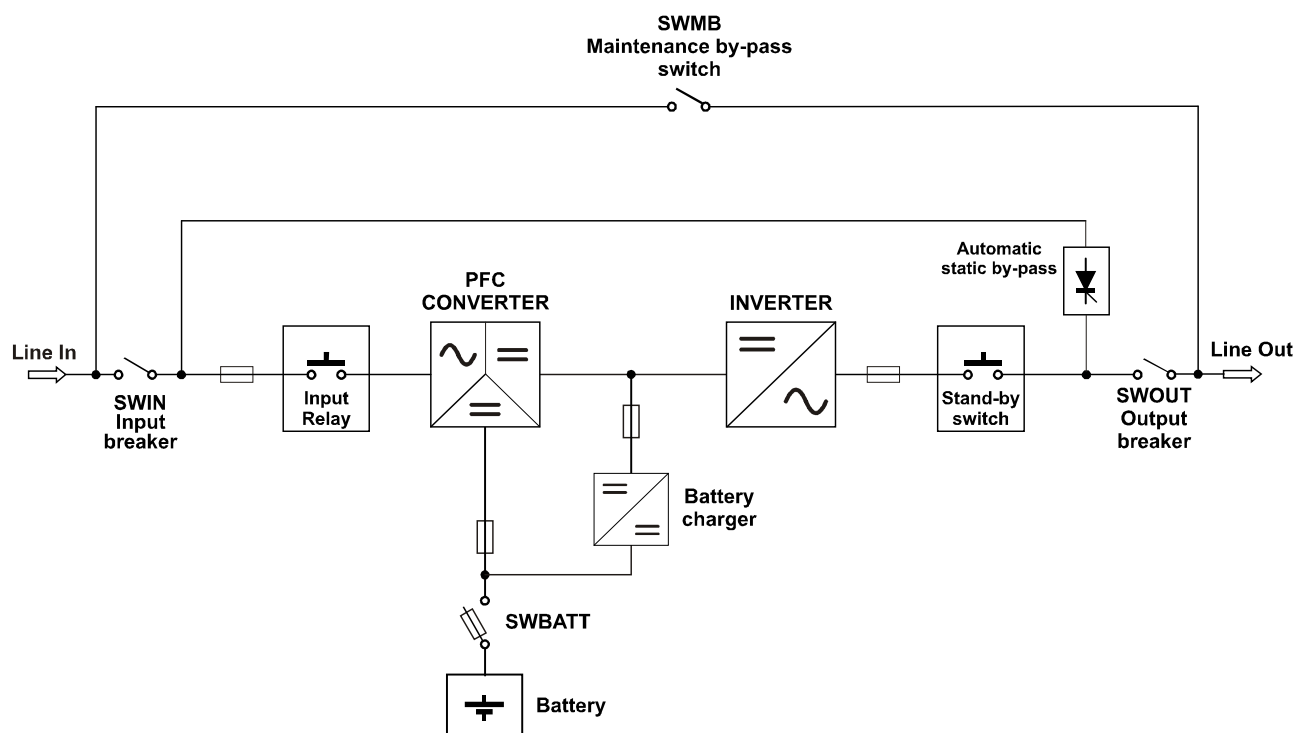 SWMB
Maintenance by-pass
switch
Automatic
static by-pass
PFC
CONVERTER
INVERTER
Line In
Line Out
SWIN
Input
breaker
Input
Relay
Stand-by
switch
SWOUT
Output
breaker
Battery
charger
SWBATT
Battery